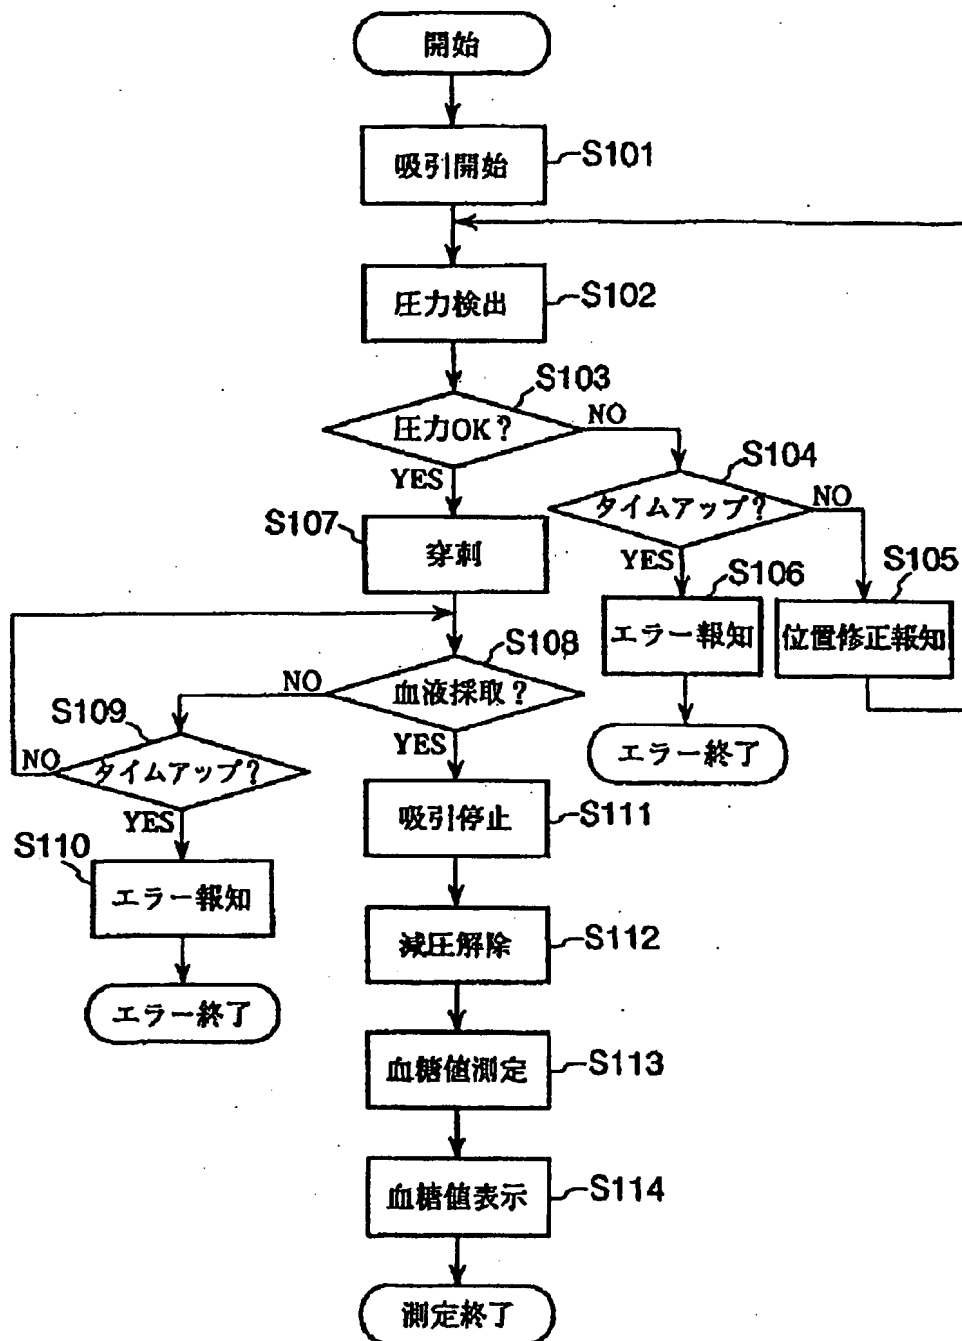 開始
吸引開始
S101
圧力検出
S102
S103
圧力OK？
NO
YES
S104
タイムアップ？
NO
YES
S107
穿刺
S106
エラー報知
S105
位置修正報知
エラー終了
S108
血液採取？
NO
YES
S109
タイムアップ？
NO
YES
S110
エラー報知
エラー終了
吸引停止
S111
減圧解除
S112
血糖値測定
S113
血糖値表示
S114
測定終了